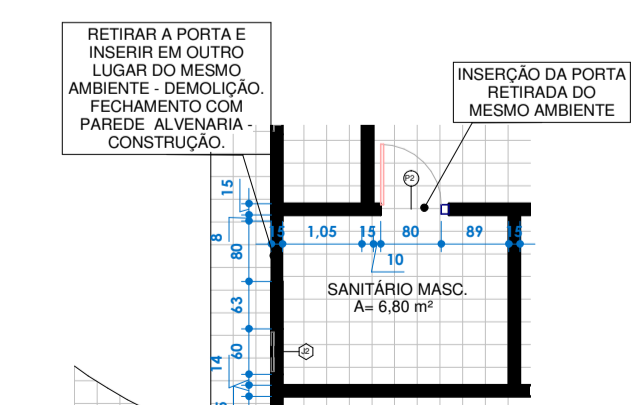 RETIRAR A PORTA E
INSERIR EM OUTRO
LUGAR DO MESMO
AMBIENTE - DEMOLIÇÃO.
FECHAMENTO COM
PAREDE  ALVENARIA -
CONSTRUÇÃO.
INSERÇÃO DA PORTA
RETIRADA DO
MESMO AMBIENTE
P2
15
8
80
63
60
14
15 1,05 15 80 89 15
10
SANITÁRIO MASC.
A= 6,80 m²
J2